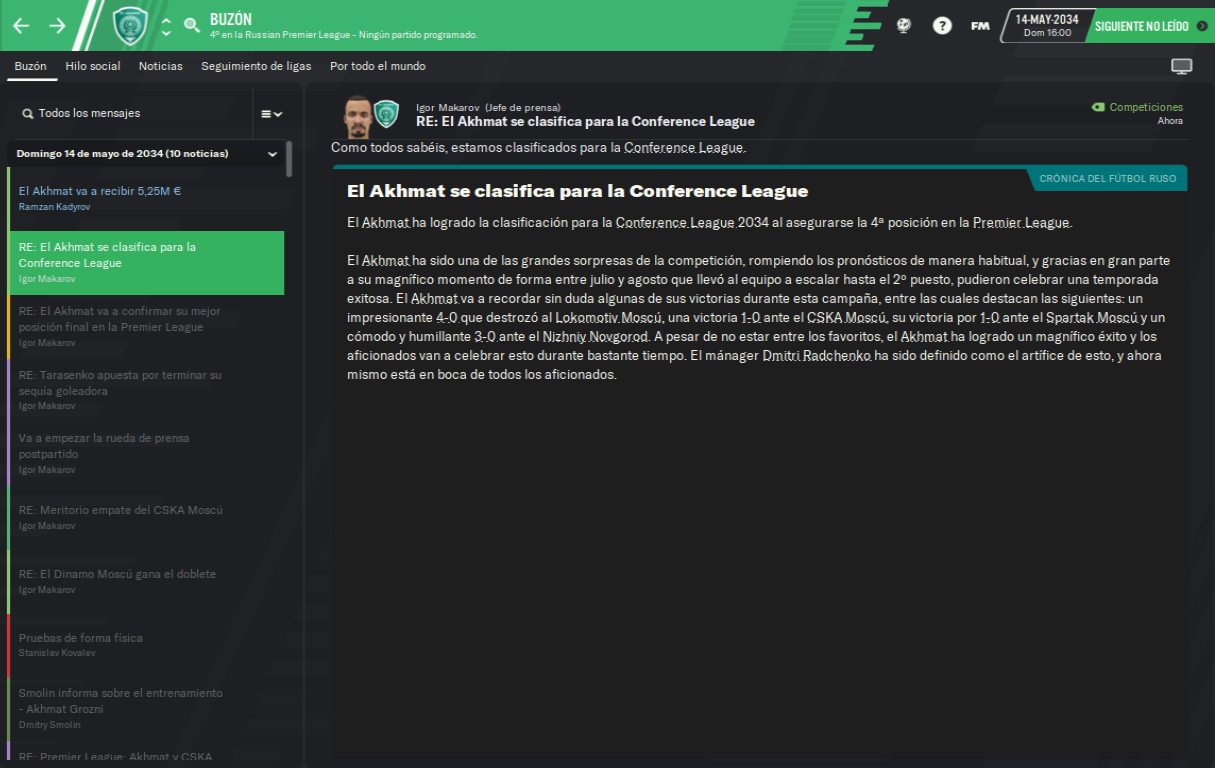 BUZÓN
4º en la Russian Premier League - Ningún partido programado.
?
FM
14-MAY-2034
Dom 16:00
SIGUIENTE NO LEÍDO
Buzón
Hilo social
Noticias
Seguimiento de ligas
Por todo el mundo
Todos los mensajes
Domingo 14 de mayo de 2034 (10 noticias)
El Akhmat va a recibir 5,25M €
Ramzan Kadyrov
RE: El Akhmat se clasifica para la
Conference League
Igor Makarov
RE: El Akhmat va a confirmar su mejor
posición final en la Premier League
Igor Makarov
RE: Tarasenko apuesta por terminar su
sequía goleadora
Igor Makarov
Va a empezar la rueda de prensa
postpartido
Igor Makarov
RE: Meritorio empate del CSKA Moscú
Igor Makarov
RE: El Dinamo Moscú gana el doblete
Igor Makarov
Pruebas de forma física
Stanislav Kovalev
Smolin informa sobre el entrenamiento
- Akhmat Grozni
Dmitry Smolin
RE: Premier League: Akhmat y CSKA
Igor Makarov (Jefe de prensa)
RE: El Akhmat se clasifica para la Conference League
Competiciones
Ahora
Como todos sabéis, estamos clasificados para la Conference League.
CRÓNICA DEL FÚTBOL RUSO
El Akhmat se clasifica para la Conference League
El Akhmat ha logrado la clasificación para la Conference League 2034 al asegurarse la 4ª posición en la Premier League.
El Akhmat ha sido una de las grandes sorpresas de la competición, rompiendo los pronósticos de manera habitual, y gracias en gran parte
a su magnífico momento de forma entre julio y agosto que llevó al equipo a escalar hasta el 2º puesto, pudieron celebrar una temporada
exitosa. El Akhmat va a recordar sin duda algunas de sus victorias durante esta campaña, entre las cuales destacan las siguientes: un
impresionante 4-0 que destrozó al Lokomotiv Moscú, una victoria 1-0 ante el CSKA Moscú, su victoria por 1-0 ante el Spartak Moscú y un
cómodo y humillante 3-0 ante el Nizhniy Novgorod. A pesar de no estar entre los favoritos, el Akhmat ha logrado un magnífico éxito y los
aficionados van a celebrar esto durante bastante tiempo. El mánager Dmitri Radchenko ha sido definido como el artífice de esto, y ahora
mismo está en boca de todos los aficionados.